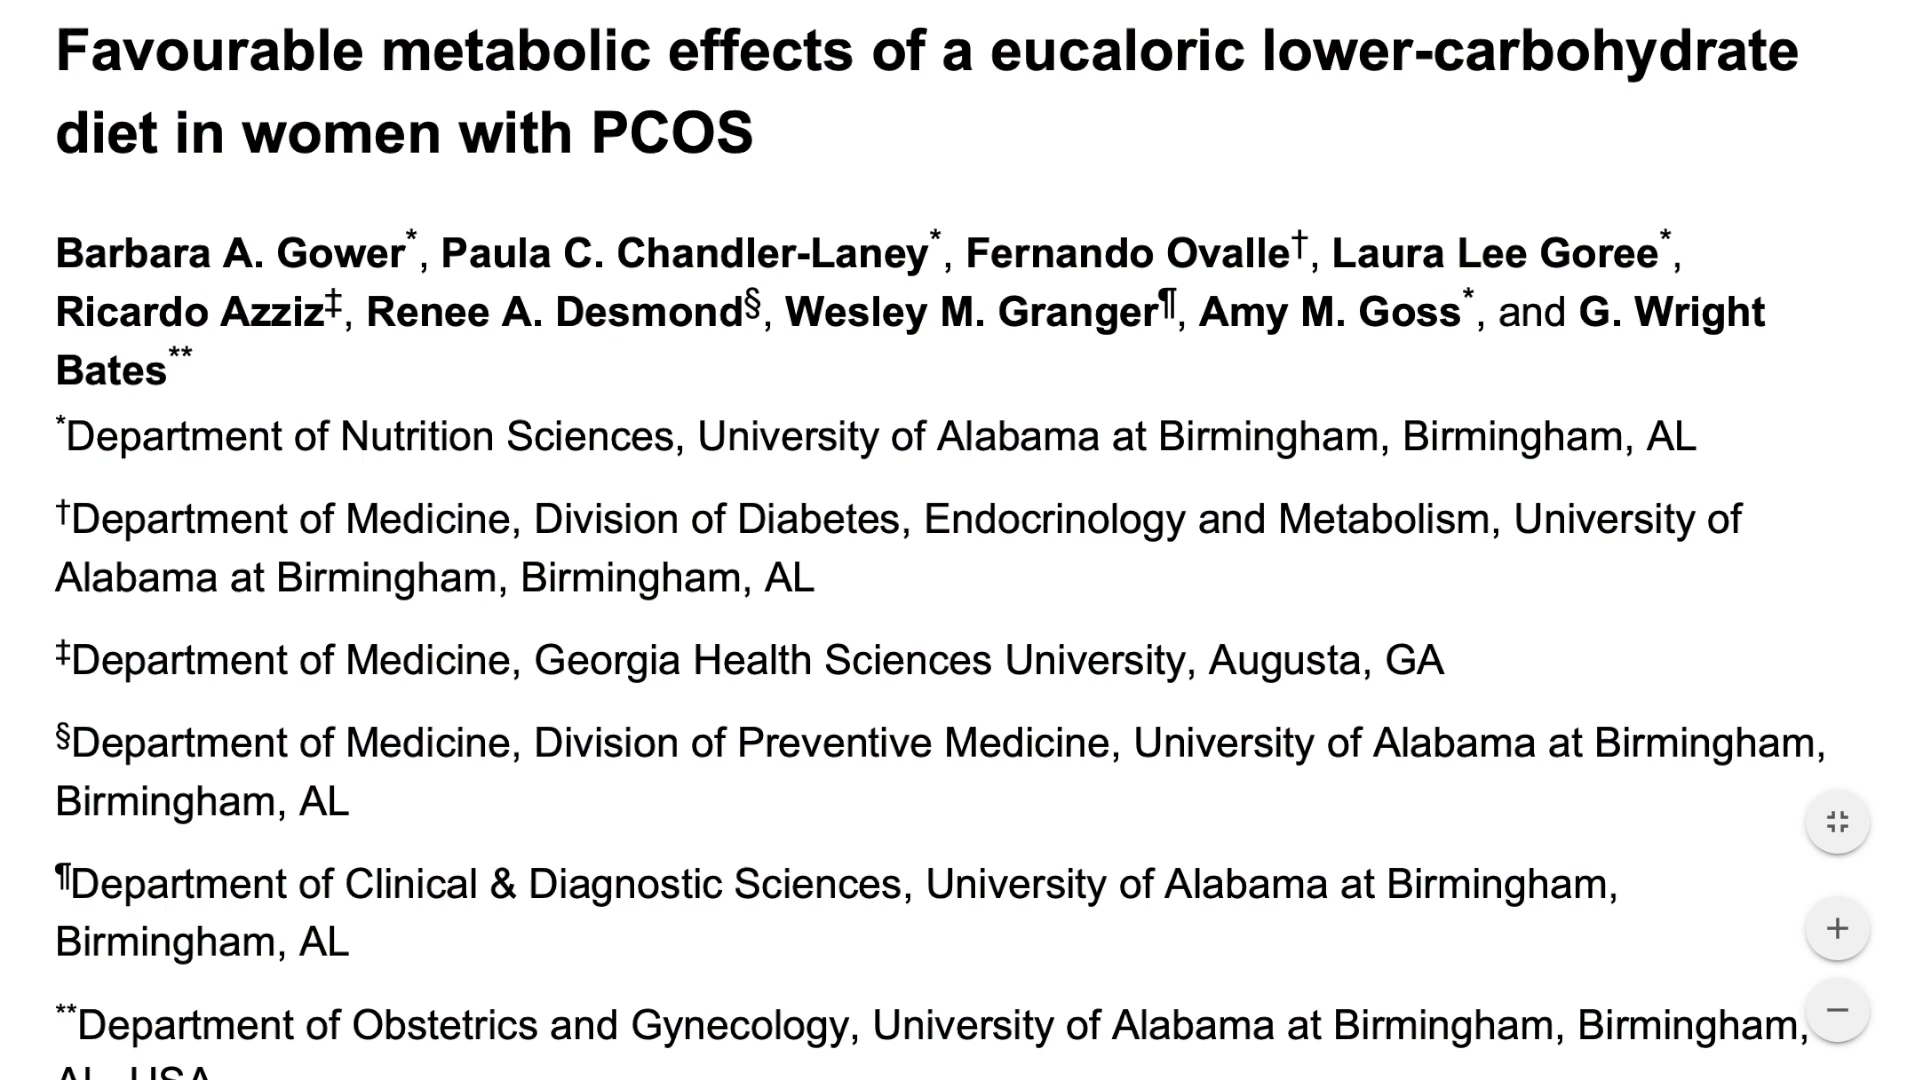 Favourable metabolic effects of a eucaloric lower-carbohydrate
diet in women with PCOS
Barbara A. Gower*, Paula C. Chandler-Laney*, Fernando Ovalle†, Laura Lee Goree*,
Ricardo Azziz‡, Renee A. Desmond§, Wesley M. Granger¶, Amy M. Goss*, and G. Wright
Bates**
*Department of Nutrition Sciences, University of Alabama at Birmingham, Birmingham, AL
†Department of Medicine, Division of Diabetes, Endocrinology and Metabolism, University of
Alabama at Birmingham, Birmingham, AL
‡Department of Medicine, Georgia Health Sciences University, Augusta, GA
§Department of Medicine, Division of Preventive Medicine, University of Alabama at Birmingham,
Birmingham, AL
¶Department of Clinical & Diagnostic Sciences, University of Alabama at Birmingham,
Birmingham, AL
**Department of Obstetrics and Gynecology, University of Alabama at Birmingham, Birmingham,
AL, USA